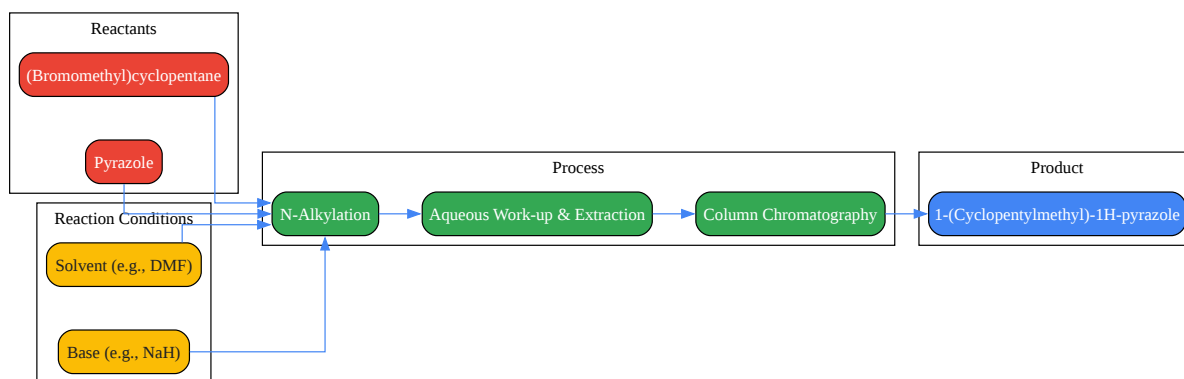 Reactants
(Bromomethyl)cyclopentane
Pyrazole
Reaction Conditions
Solvent (e.g., DMF)
Base (e.g., NaH)
Process
N-Alkylation
Aqueous Work-up & Extraction
Column Chromatography
Product
1-(Cyclopentylmethyl)-1H-pyrazole